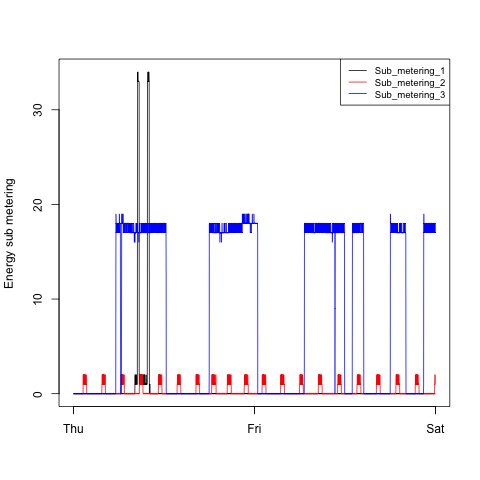 Sub_metering_1
Sub_metering_2
Sub_metering_3
Energy sub metering
30
20
10
0
Thu Fri Sat